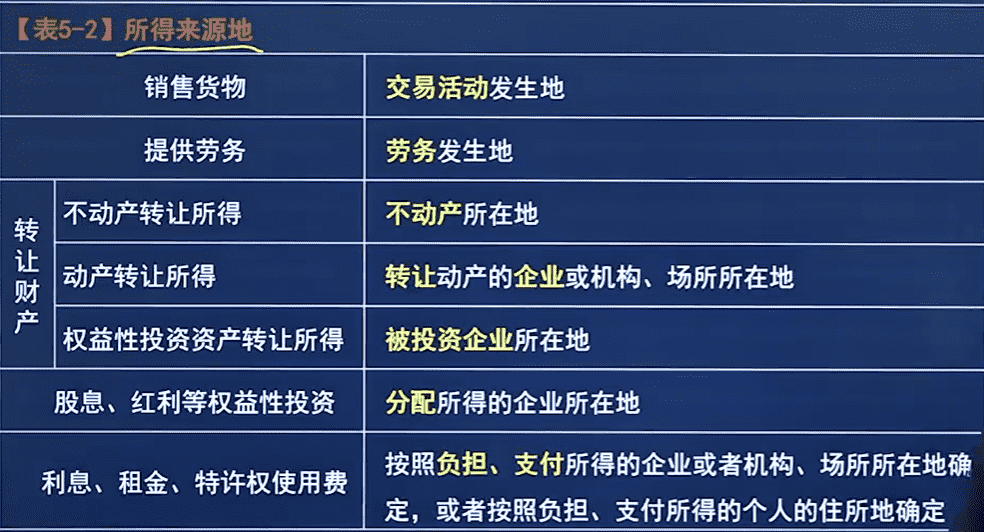 【表5-2】所得来源地
销售货物
交易活动发生地
提供劳务
劳务发生地
转让财产
不动产转让所得
不动产所在地
动产转让所得
转让动产的企业或机构、场所所在地
权益性投资资产转让所得
被投资企业所在地
股息、红利等权益性投资
分配所得的企业所在地
利息、租金、特许权使用费
按照负担、支付所得的企业或者机构、场所所在地确
定，或者按照负担、支付所得的个人的住所地确定